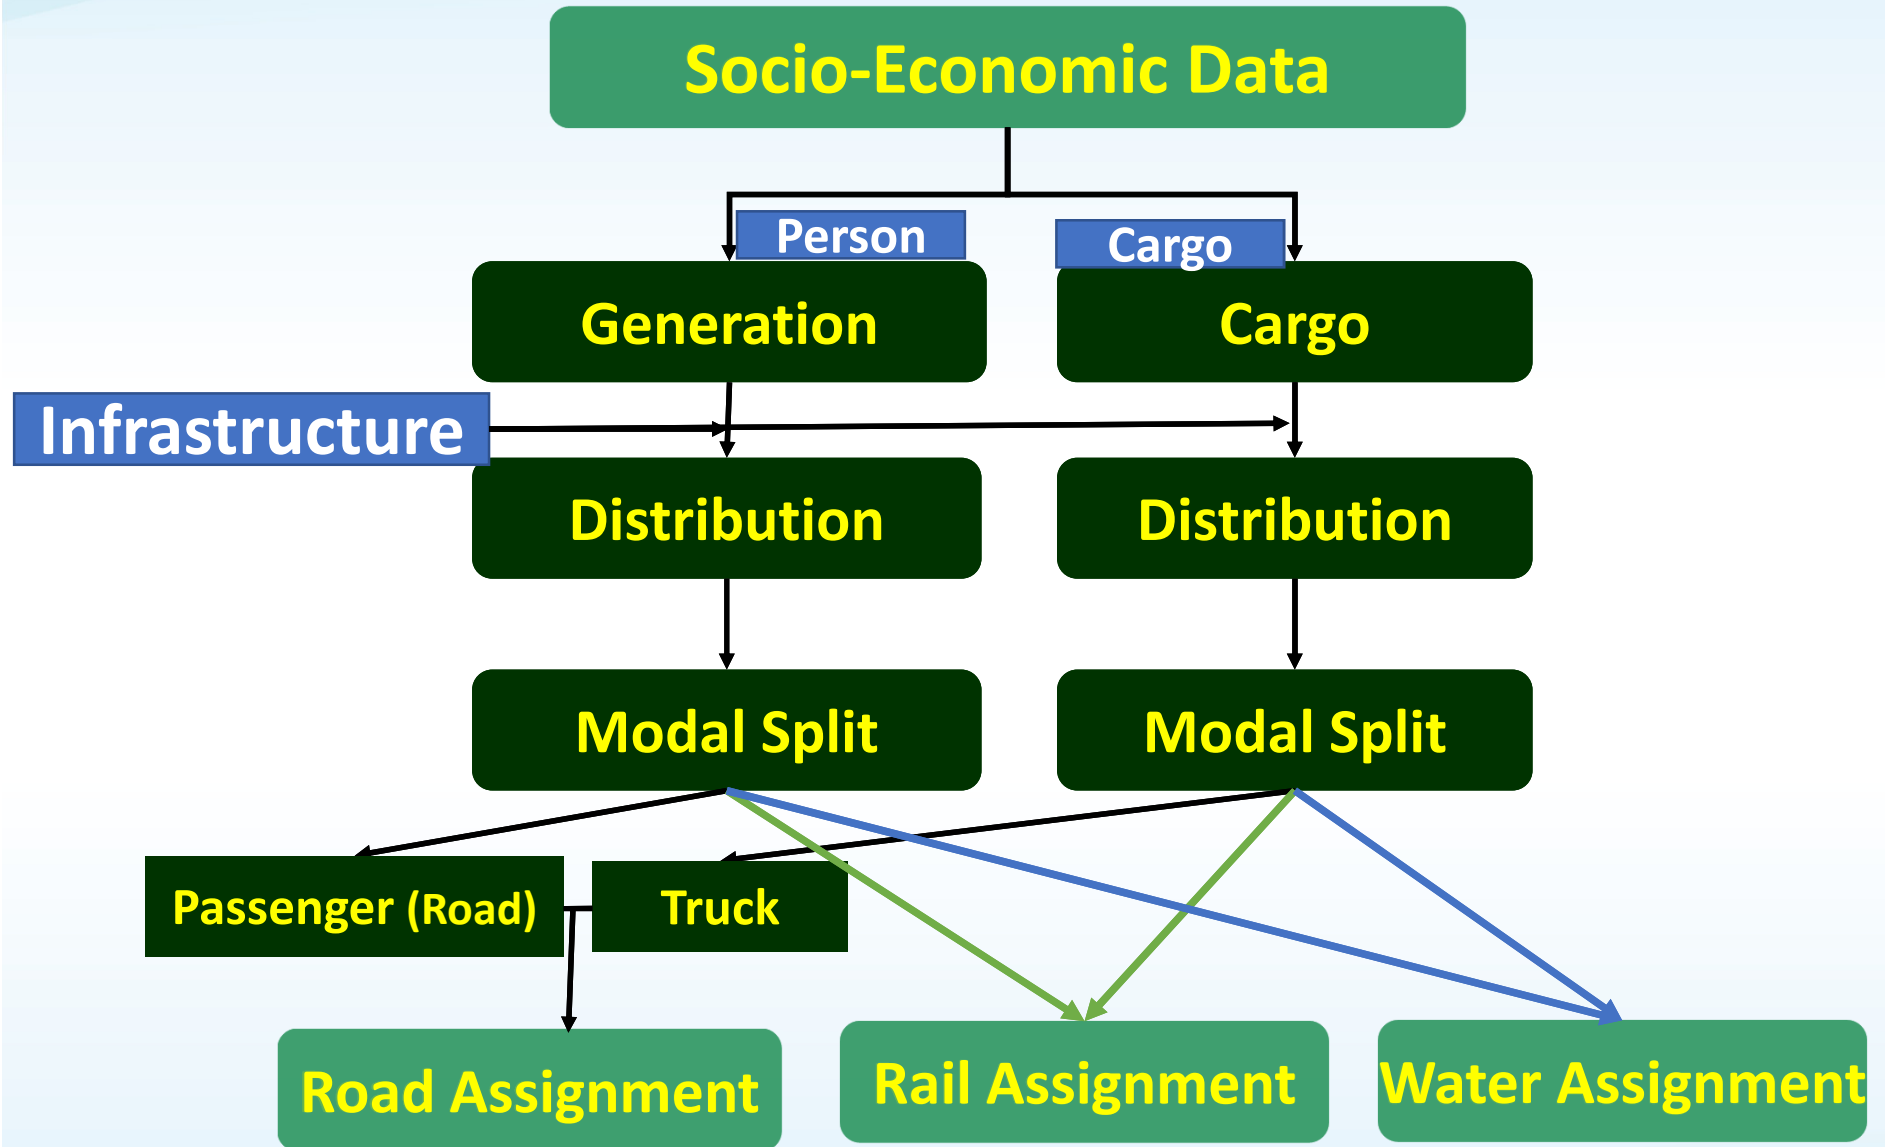 Socio-Economic Data
Person
Cargo
Generation
Cargo
Infrastructure
Distribution
Distribution
Modal Split
Modal Split
Passenger (Road)
Truck
Road Assignment
Rail Assignment
Water Assignment